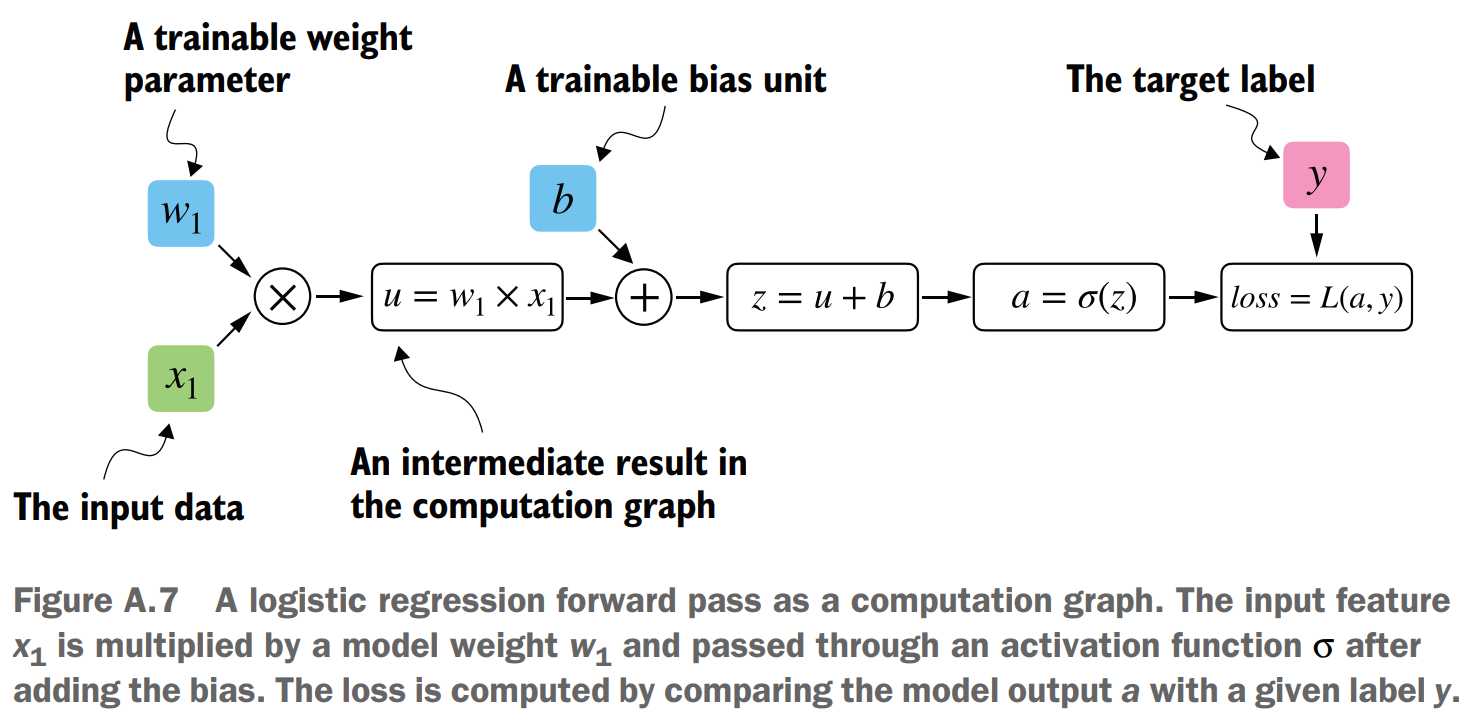 A trainable weight
parameter
A trainable bias unit
The target label
w₁
b
y
x₁
×
u = w₁ × x₁
+
z = u + b
a = σ(z)
loss = L(a, y)
An intermediate result in
the computation graph
The input data
Figure A.7 A logistic regression forward pass as a computation graph. The input feature
x₁ is multiplied by a model weight w₁ and passed through an activation function σ after
adding the bias. The loss is computed by comparing the model output a with a given label y.